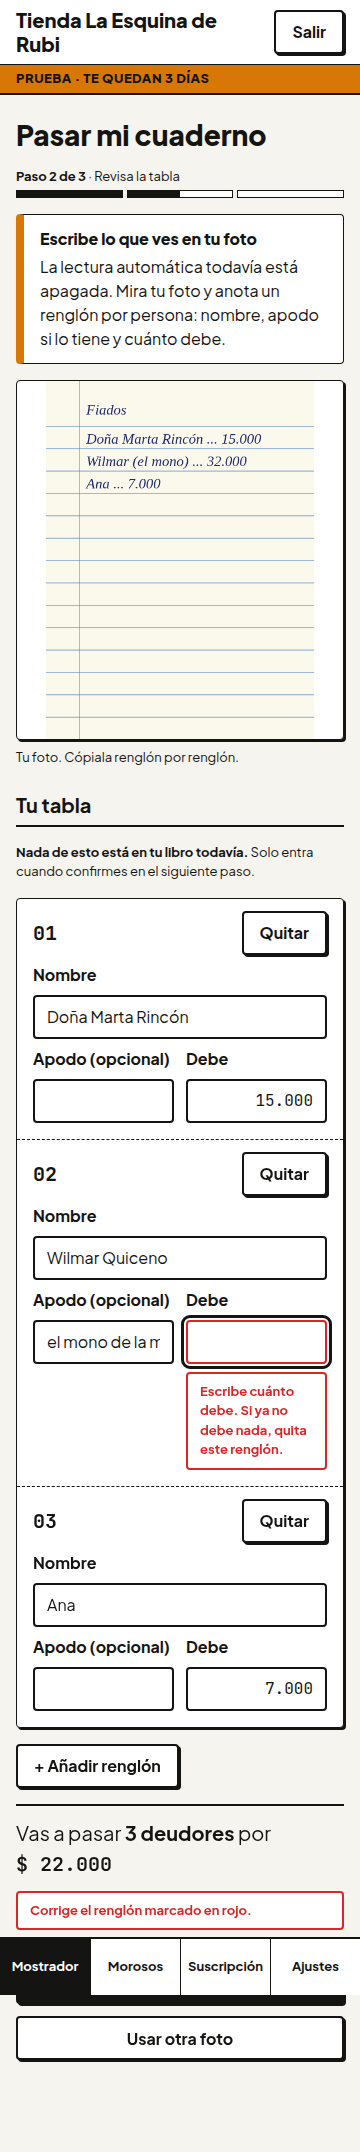 Tienda La Esquina de
Rubi
Salir
PRUEBA · TE QUEDAN 3 DÍAS
Pasar mi cuaderno
Paso 2 de 3 · Revisa la tabla
Escribe lo que ves en tu foto
La lectura automática todavía está
apagada. Mira tu foto y anota un
renglón por persona: nombre, apodo
si lo tiene y cuánto debe.
Fiados
Doña Marta Rincón ... 15.000
Wilmar (el mono) ... 32.000
Ana ... 7.000
Tu foto. Cópiala renglón por renglón.
Tu tabla
Nada de esto está en tu libro todavía. Solo entra
cuando confirmes en el siguiente paso.
01
Quitar
Nombre
Doña Marta Rincón
Apodo (opcional) Debe
15.000
02
Quitar
Nombre
Wilmar Quiceno
Apodo (opcional) Debe
el mono de la m
Escribe cuánto
debe. Si ya no
debe nada, quita
este renglón.
03
Quitar
Nombre
Ana
Apodo (opcional) Debe
7.000
+ Añadir renglón
Vas a pasar 3 deudores por
$ 22.000
Corrige el renglón marcado en rojo.
Mostrador Morosos Suscripción Ajustes
Usar otra foto